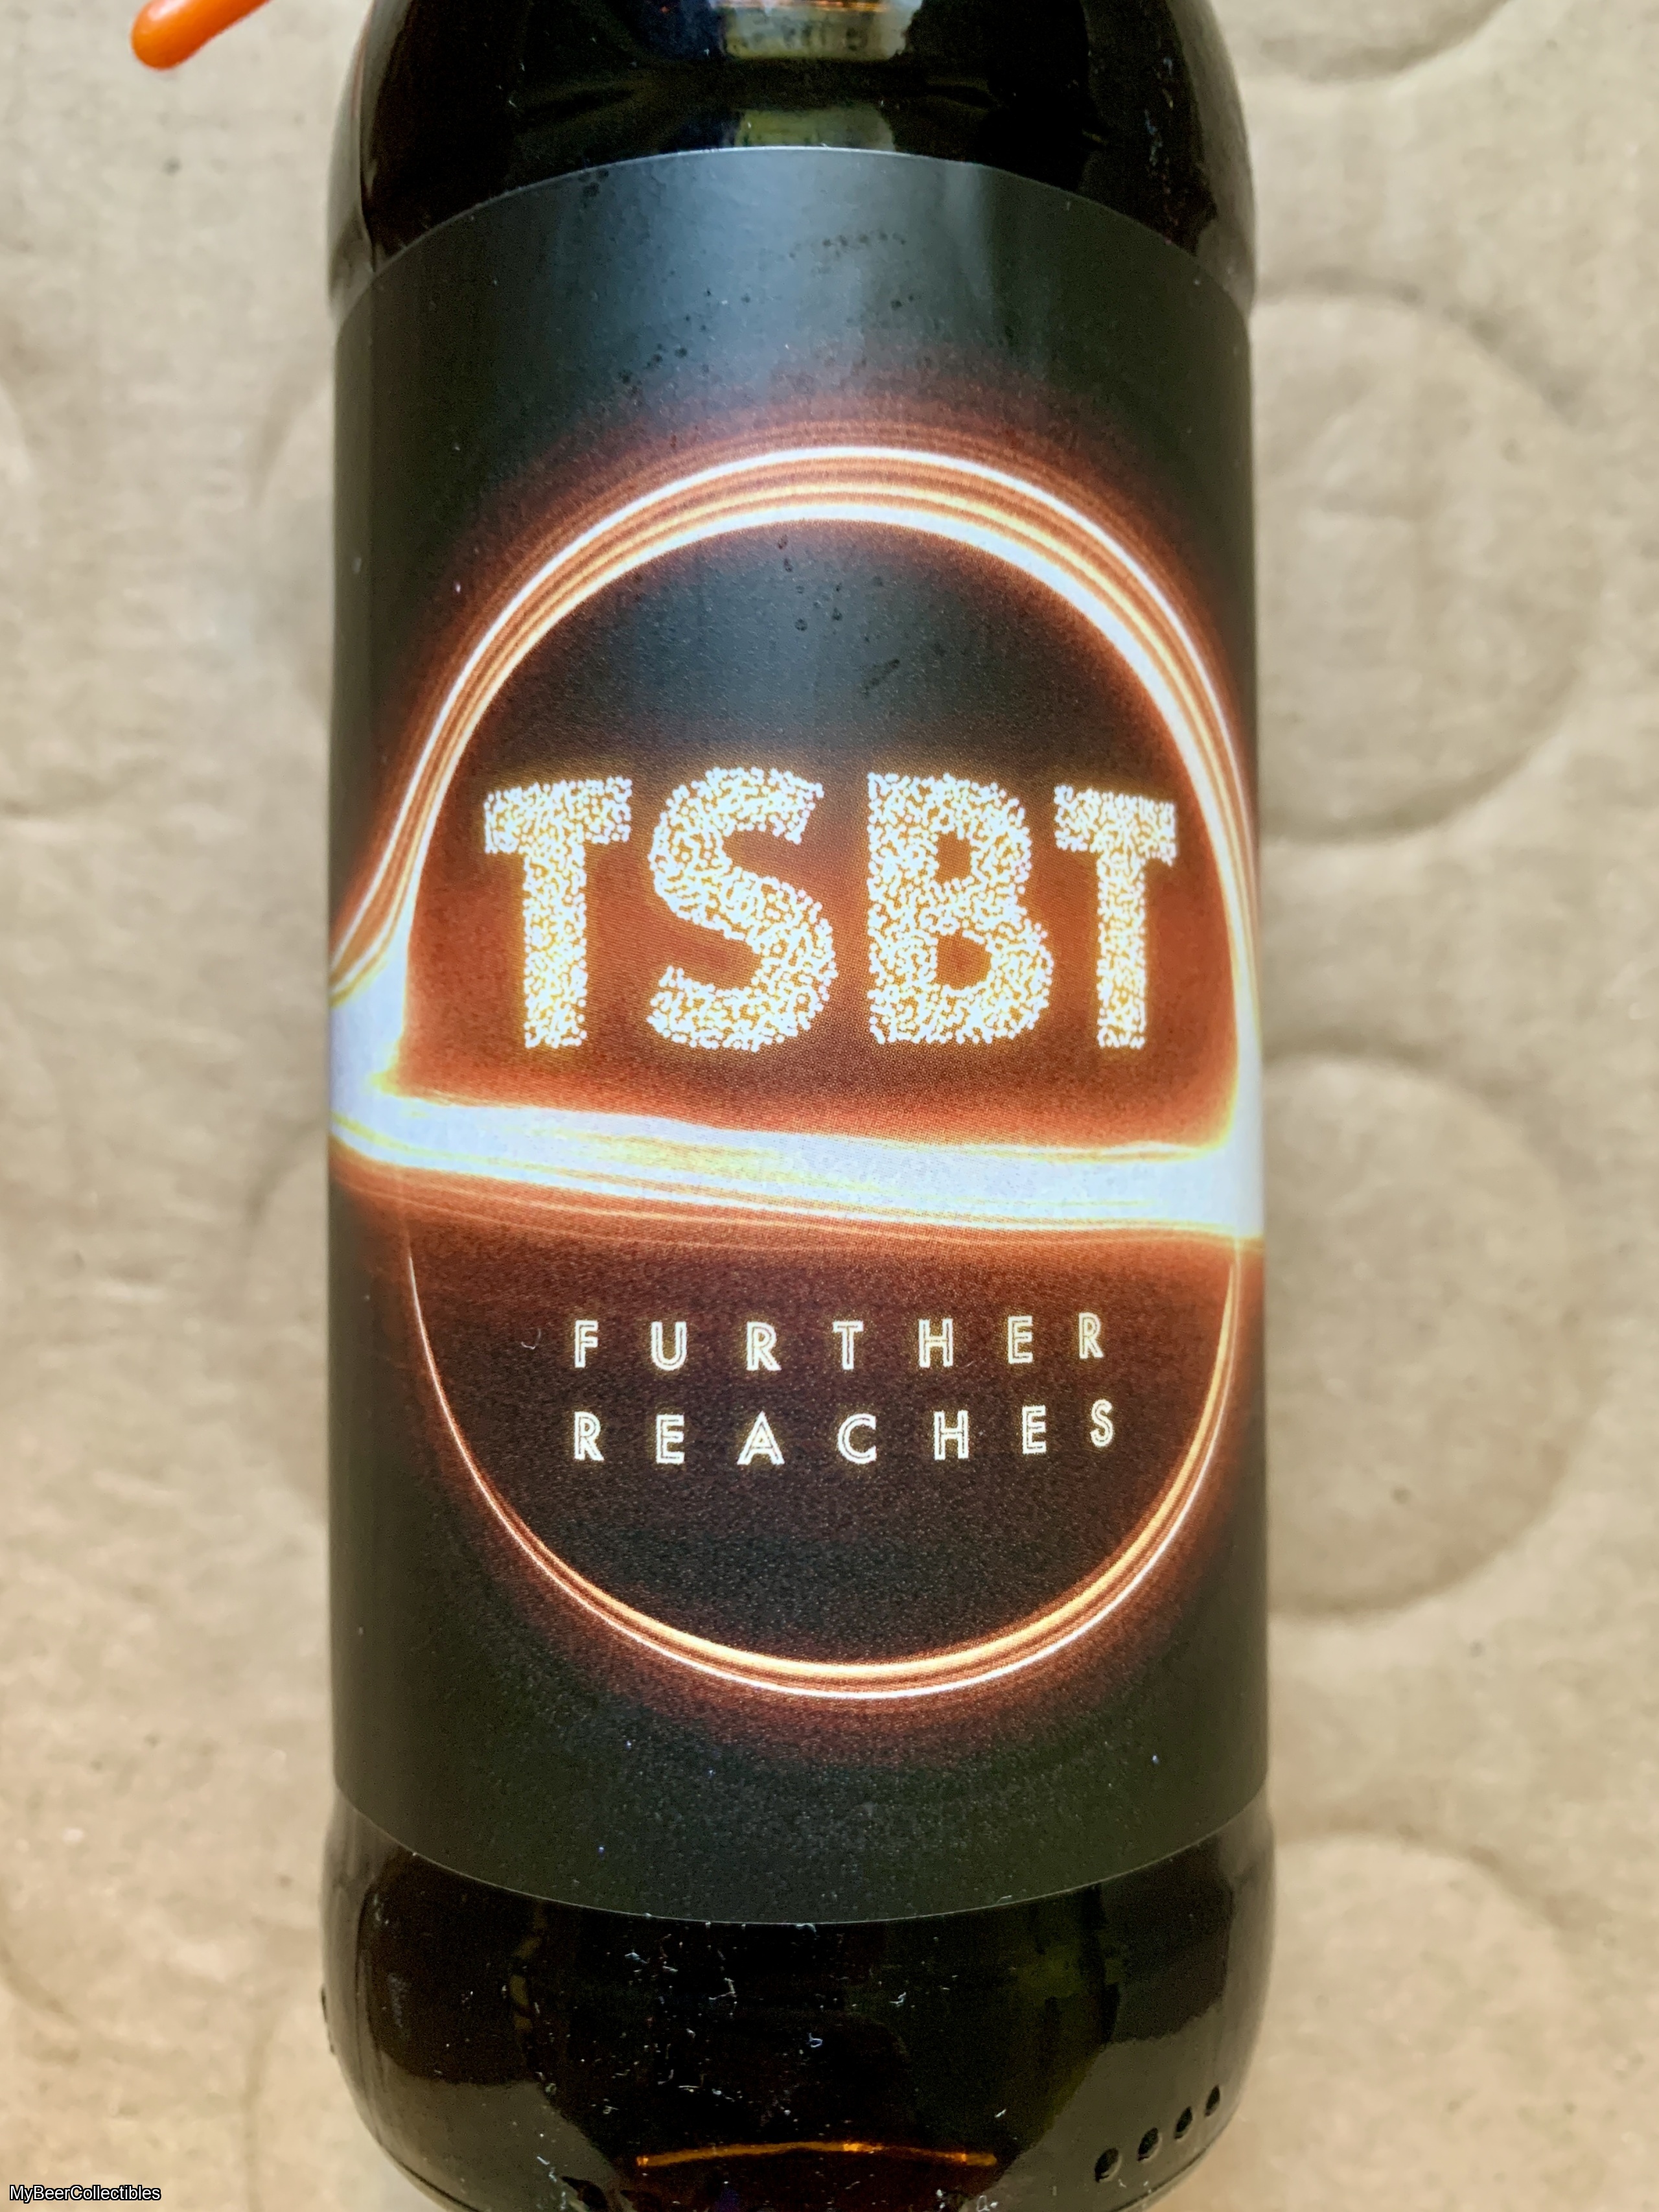 TSBT
FURTHER
REACHES
MyBeerCollectibles